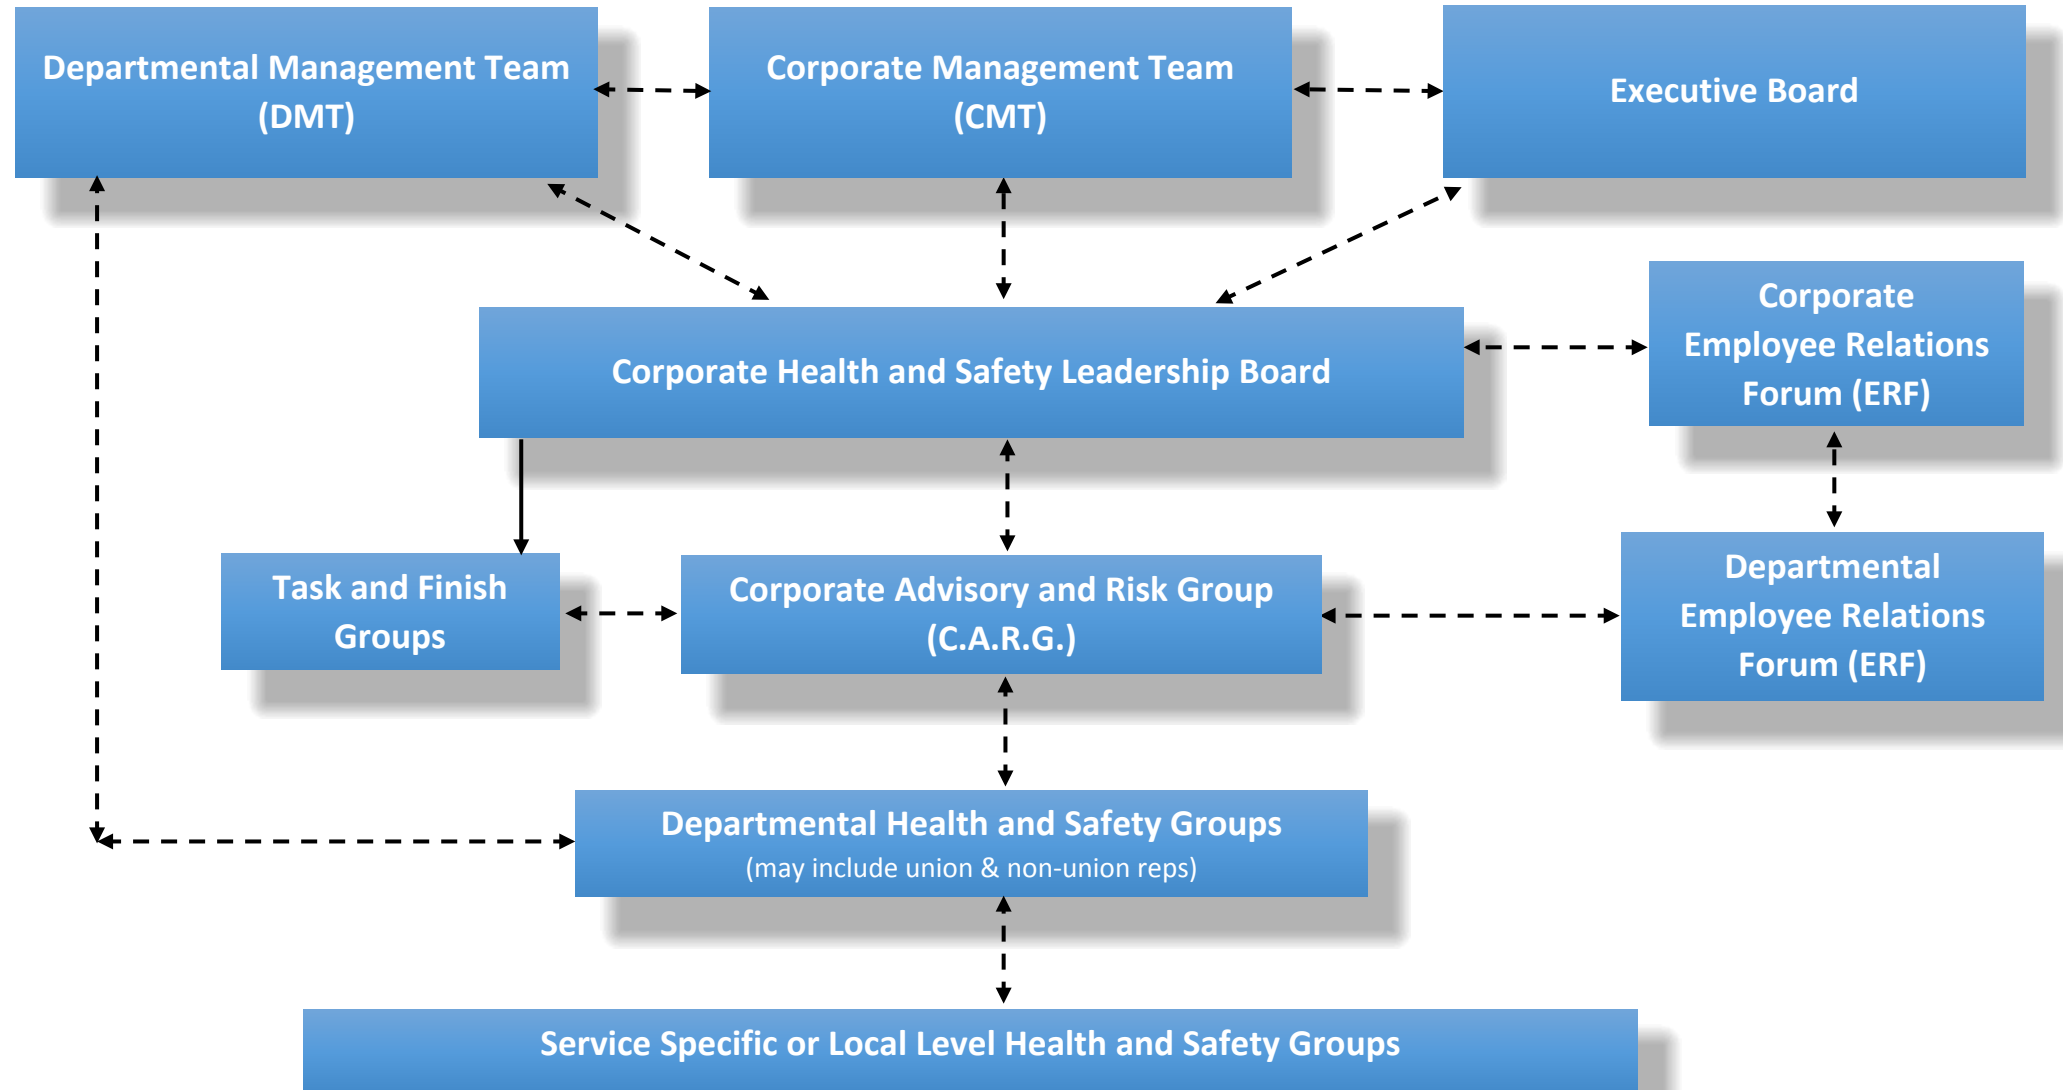 Departmental Management Team
(DMT)
Corporate Management Team
(CMT)
Executive Board
Corporate Health and Safety Leadership Board
Corporate
Employee Relations
Forum (ERF)
Task and Finish
Groups
Corporate Advisory and Risk Group
(C.A.R.G.)
Departmental
Employee Relations
Forum (ERF)
Departmental Health and Safety Groups
(may include union & non-union reps)
Service Specific or Local Level Health and Safety Groups